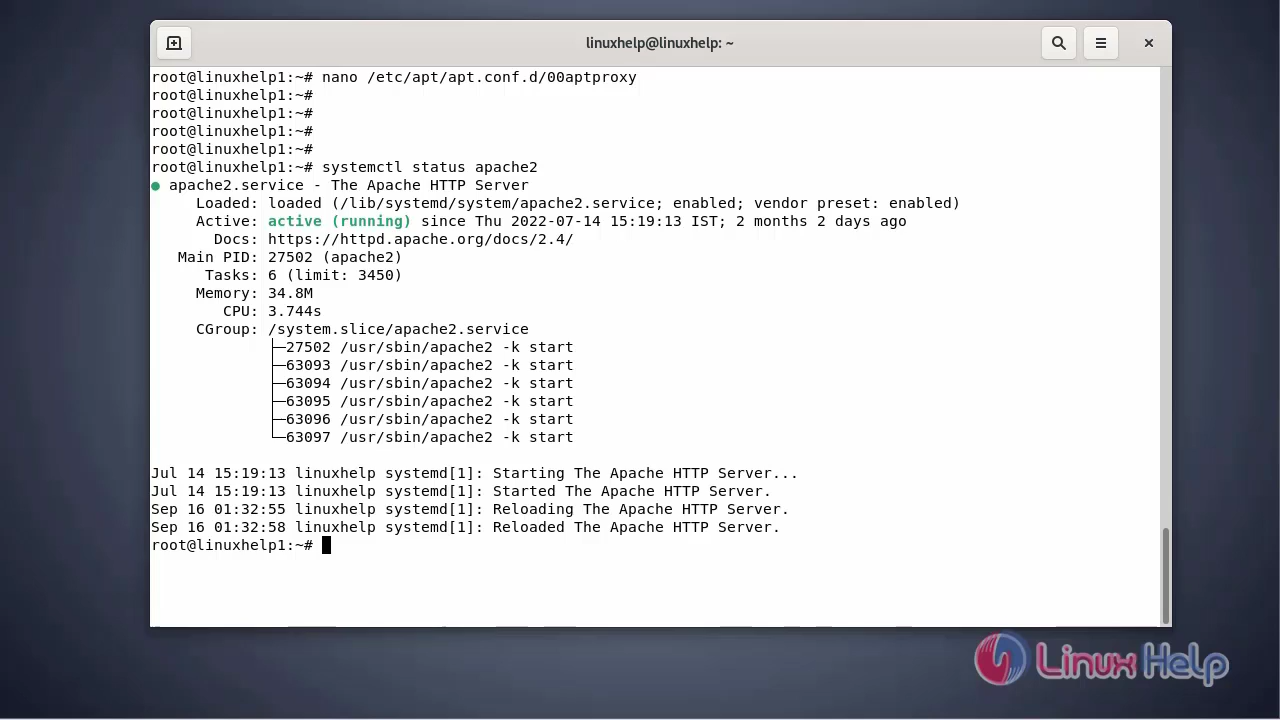 linuxhelp@linuxhelp: ~
root@linuxhelp1:~# nano /etc/apt/apt.conf.d/00aptproxy
root@linuxhelp1:~#
root@linuxhelp1:~#
root@linuxhelp1:~#
root@linuxhelp1:~#
root@linuxhelp1:~# systemctl status apache2
● apache2.service - The Apache HTTP Server
Loaded: loaded (/lib/systemd/system/apache2.service; enabled; vendor preset: enabled)
Active: active (running) since Thu 2022-07-14 15:19:13 IST; 2 months 2 days ago
Docs: https://httpd.apache.org/docs/2.4/
Main PID: 27502 (apache2)
Tasks: 6 (limit: 3450)
Memory: 34.8M
CPU: 3.744s
CGroup: /system.slice/apache2.service
├─27502 /usr/sbin/apache2 -k start
├─63093 /usr/sbin/apache2 -k start
├─63094 /usr/sbin/apache2 -k start
├─63095 /usr/sbin/apache2 -k start
├─63096 /usr/sbin/apache2 -k start
└─63097 /usr/sbin/apache2 -k start
Jul 14 15:19:13 linuxhelp systemd[1]: Starting The Apache HTTP Server...
Jul 14 15:19:13 linuxhelp systemd[1]: Started The Apache HTTP Server.
Sep 16 01:32:55 linuxhelp systemd[1]: Reloading The Apache HTTP Server.
Sep 16 01:32:58 linuxhelp systemd[1]: Reloaded The Apache HTTP Server.
root@linuxhelp1:~#
Linux Help